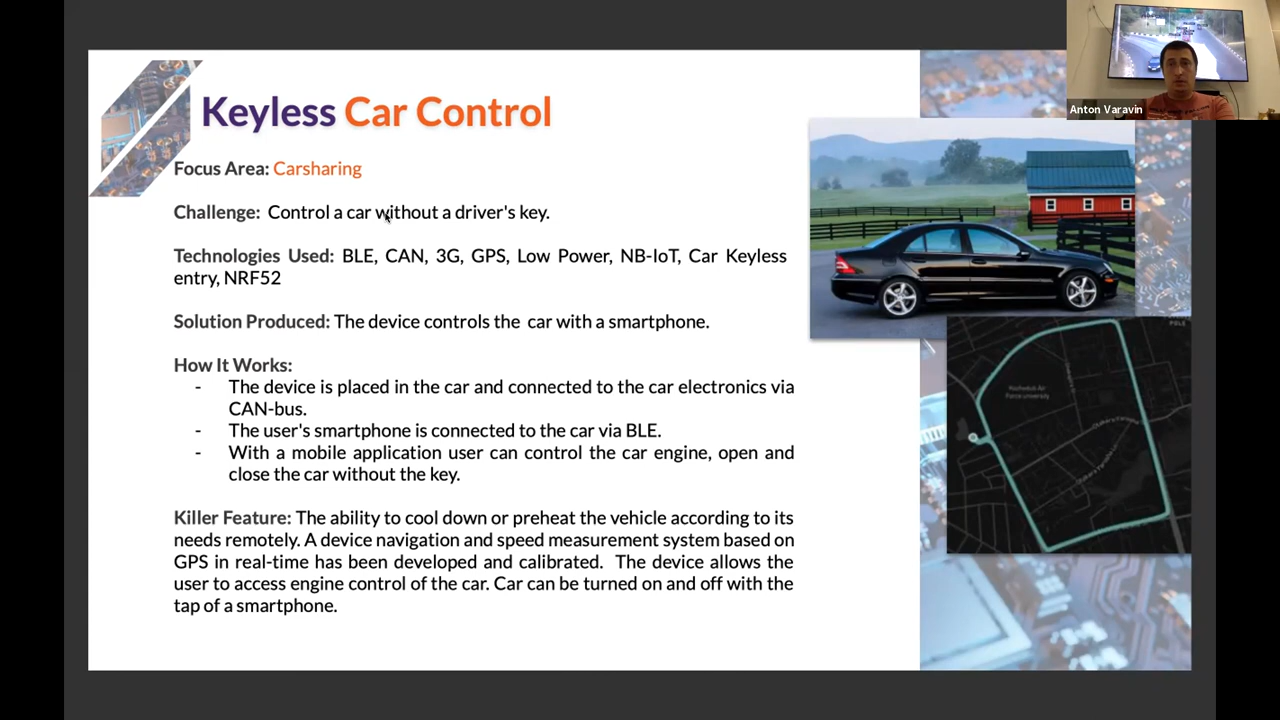 Keyless Car Control
Anton Varavin
Focus Area: Carsharing
Challenge: Control a car without a driver's key.
Technologies Used: BLE, CAN, 3G, GPS, Low Power, NB-IoT, Car Keyless
entry, NRF52
Solution Produced: The device controls the car with a smartphone.
How It Works:
- The device is placed in the car and connected to the car electronics via
CAN-bus.
- The user's smartphone is connected to the car via BLE.
- With a mobile application user can control the car engine, open and
close the car without the key.
Killer Feature: The ability to cool down or preheat the vehicle according to its
needs remotely. A device navigation and speed measurement system based on
GPS in real-time has been developed and calibrated. The device allows the
user to access engine control of the car. Car can be turned on and off with the
tap of a smartphone.